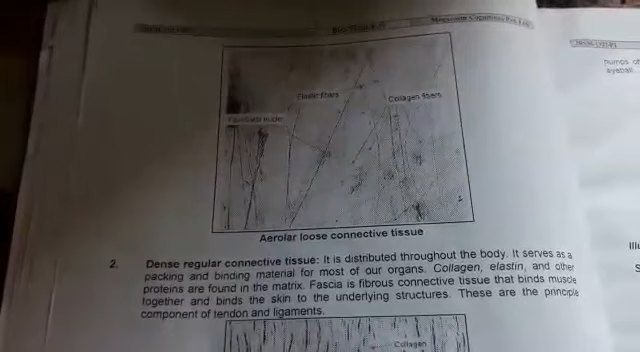 Elastic fibers
Collagen fibers
Fibroblast nuclei
Aerolar loose connective tissue
2. Dense regular connective tissue: It is distributed throughout the body. It serves as a
packing and binding material for most of our organs. Collagen, elastin, and other
proteins are found in the matrix. Fascia is fibrous connective tissue that binds muscle
together and binds the skin to the underlying structures. These are the principle
component of tendon and ligaments.
Collagen
humps of
eyeball